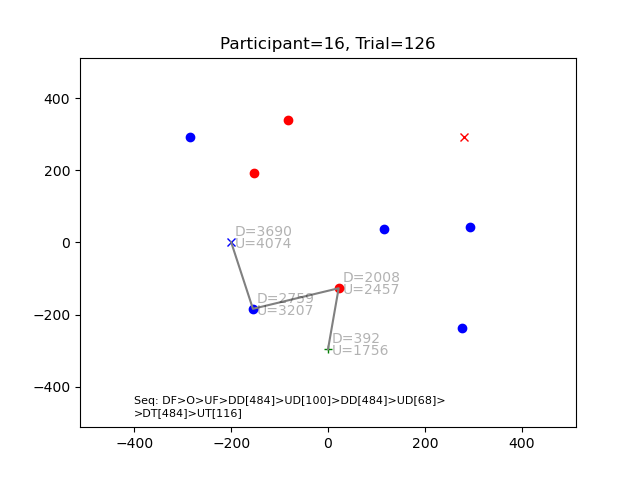 Participant=16, Trial=126
400
200
0
−200
−400
D=3690
U=4074
D=2008
U=2457
D=2759
U=3207
D=392
U=1756
Seq: DF>O>UF>DD[484]>UD[100]>DD[484]>UD[68]>
>DT[484]>UT[116]
−400
−200
0
200
400